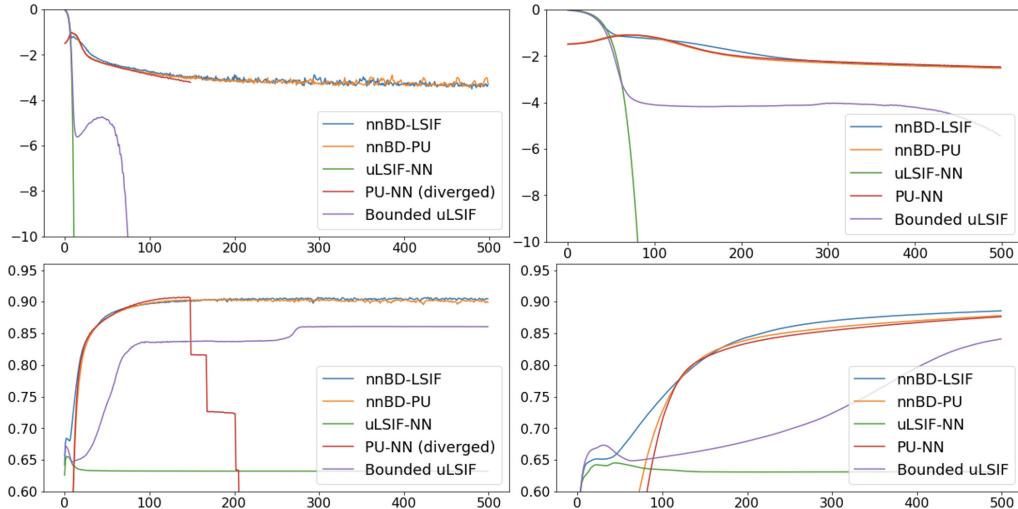 0
−2
−4
−6
−8
−10
0
100
200
300
400
500
nnBD-LSIF
nnBD-PU
uLSIF-NN
PU-NN (diverged)
Bounded uLSIF
0
−2
−4
−6
−8
−10
0
100
200
300
400
500
nnBD-LSIF
nnBD-PU
uLSIF-NN
PU-NN
Bounded uLSIF
0.95
0.90
0.85
0.80
0.75
0.70
0.65
0.60
0
100
200
300
400
500
nnBD-LSIF
nnBD-PU
uLSIF-NN
PU-NN (diverged)
Bounded uLSIF
0.95
0.90
0.85
0.80
0.75
0.70
0.65
0.60
0
100
200
300
400
500
nnBD-LSIF
nnBD-PU
uLSIF-NN
PU-NN
Bounded uLSIF